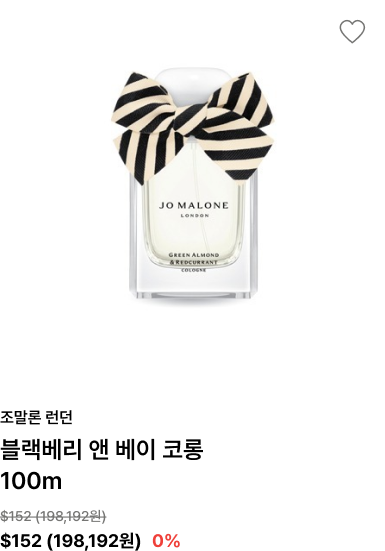 JO MALONE
LONDON
GREEN ALMOND
& REDCURRANT
COLOGNE
조말론 런던
블랙베리 앤 베이 코롱
100m
$152 (198,192원)
$152 (198,192원) 0%